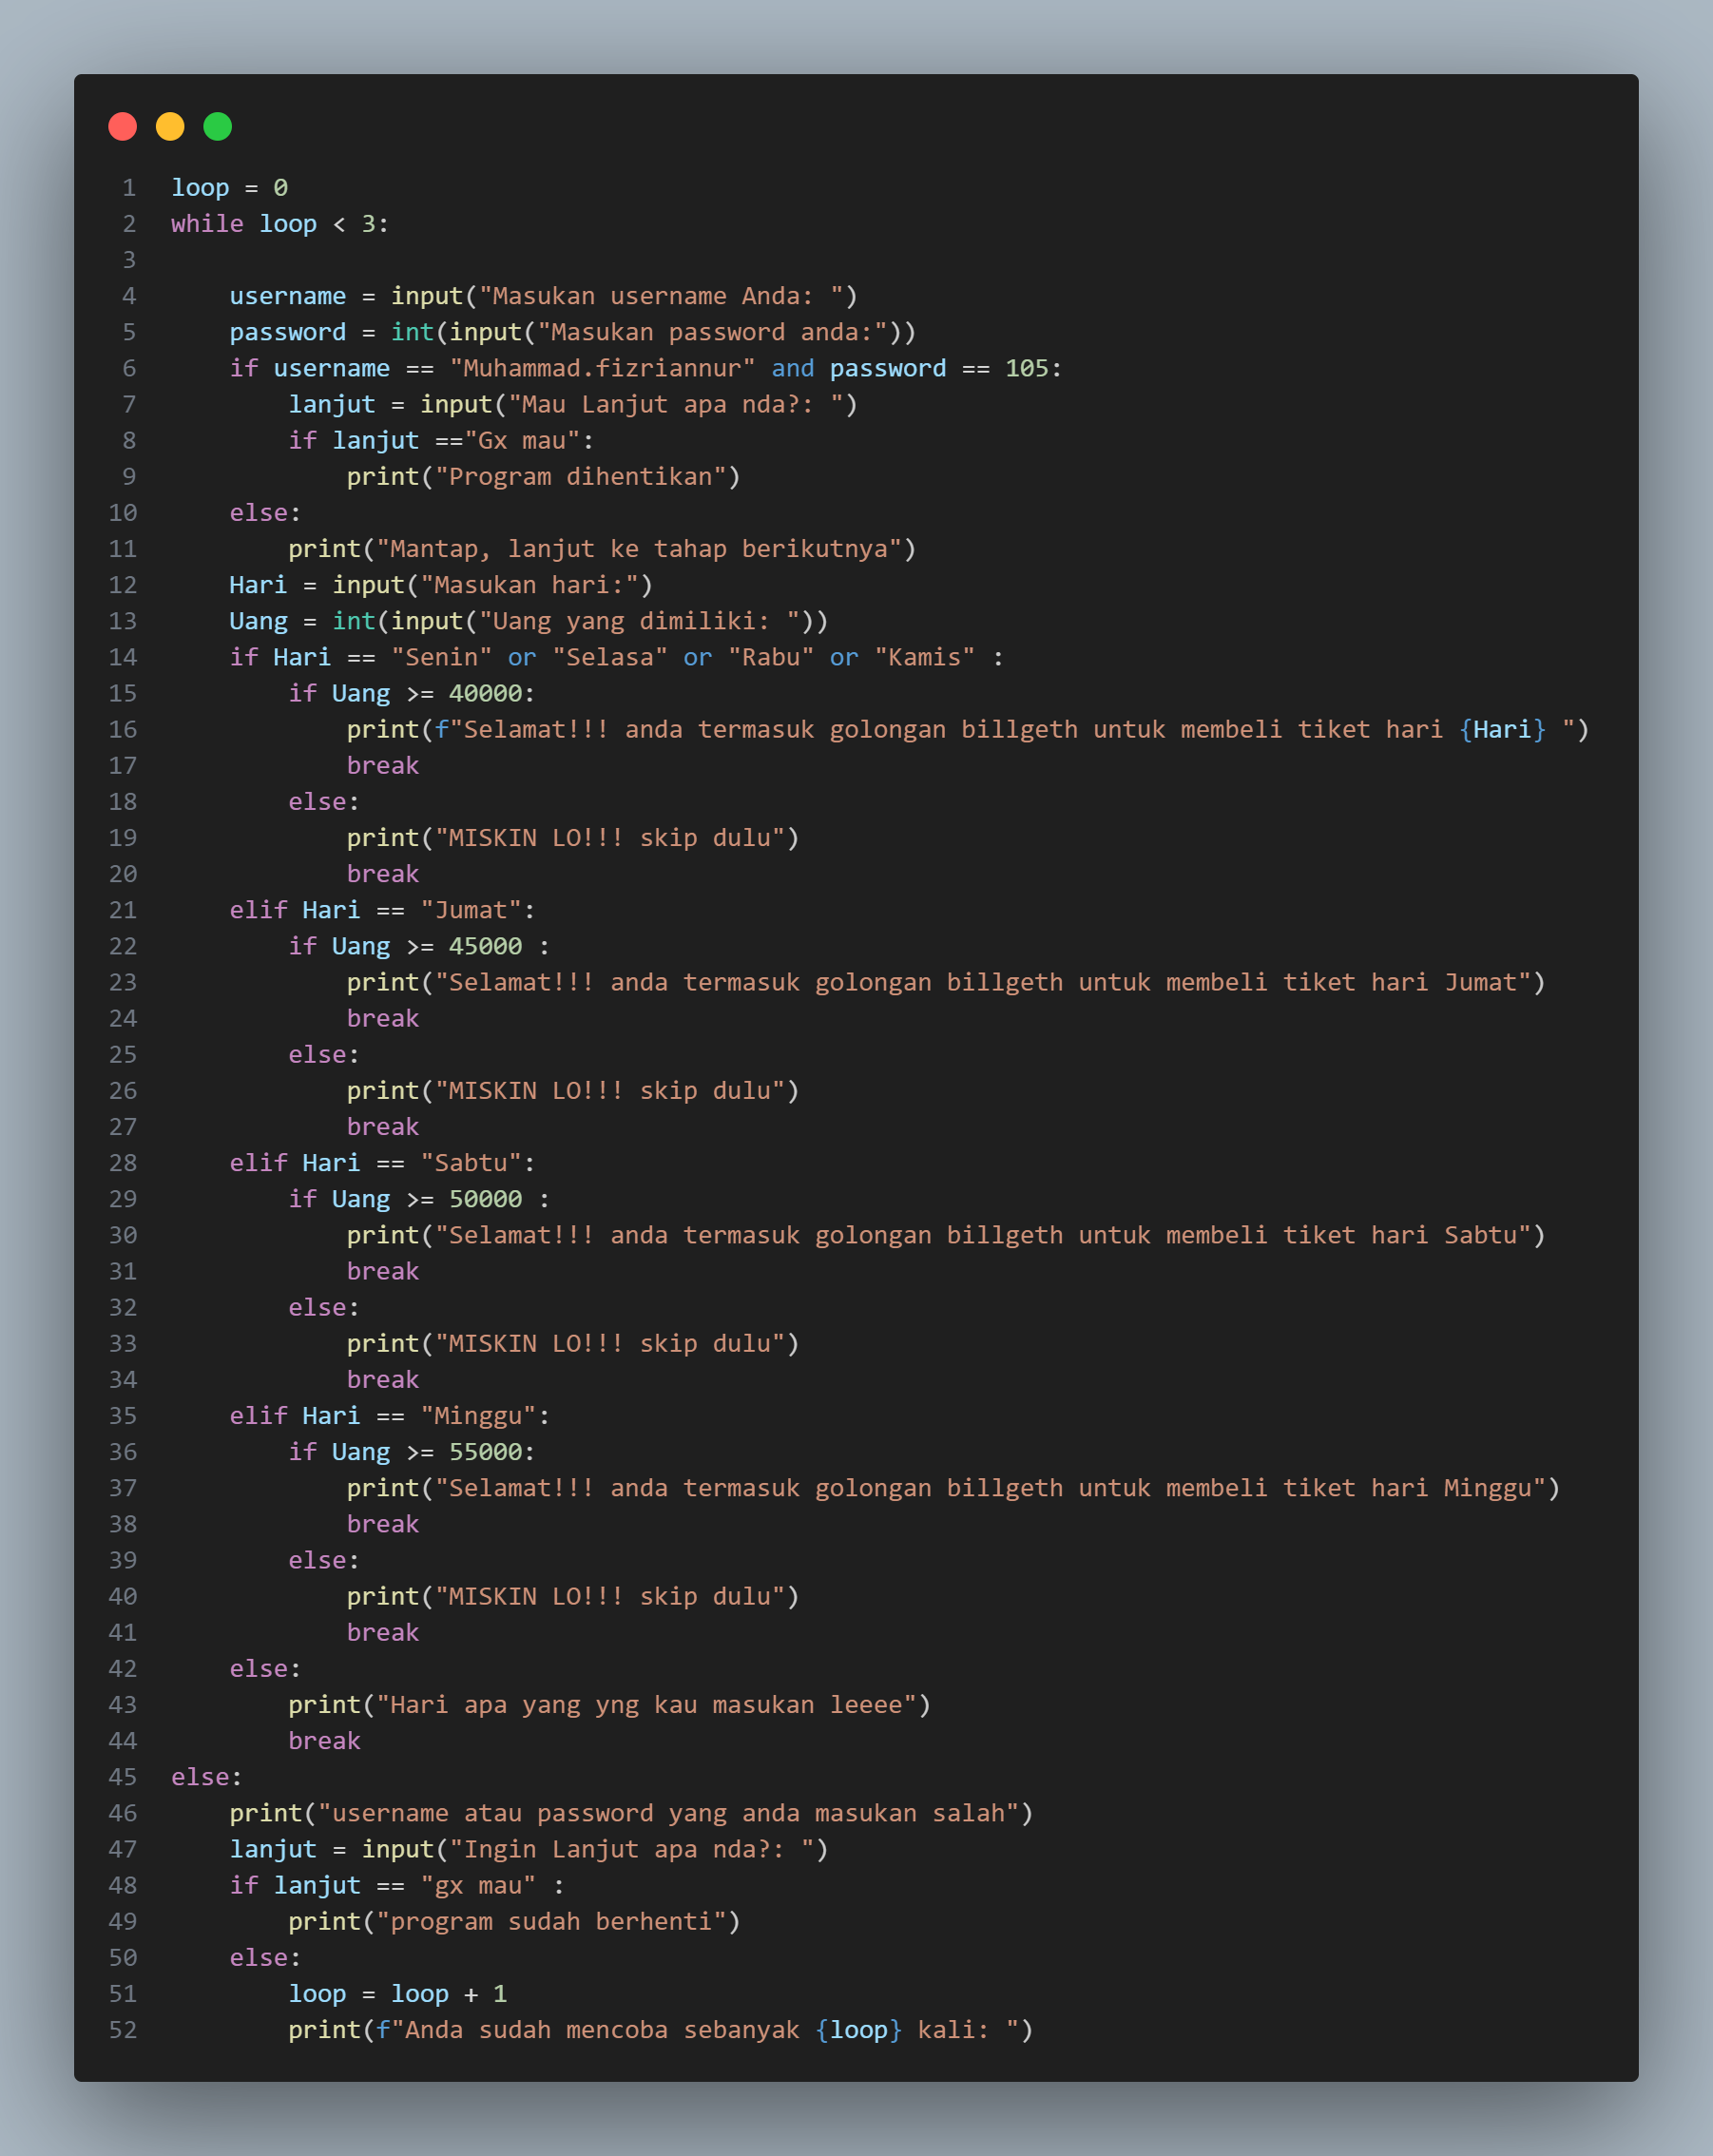 1 loop = 0
2 while loop < 3:
3
4     username = input("Masukan username Anda: ")
5     password = int(input("Masukan password anda:"))
6     if username == "Muhammad.fizriannur" and password == 105:
7         lanjut = input("Mau Lanjut apa nda?: ")
8         if lanjut =="Gx mau":
9             print("Program dihentikan")
10     else:
11         print("Mantap, lanjut ke tahap berikutnya")
12     Hari = input("Masukan hari:")
13     Uang = int(input("Uang yang dimiliki: "))
14     if Hari == "Senin" or "Selasa" or "Rabu" or "Kamis" :
15         if Uang >= 40000:
16             print(f"Selamat!!! anda termasuk golongan billgeth untuk membeli tiket hari {Hari} ")
17             break
18         else:
19             print("MISKIN LO!!! skip dulu")
20             break
21     elif Hari == "Jumat":
22         if Uang >= 45000 :
23             print("Selamat!!! anda termasuk golongan billgeth untuk membeli tiket hari Jumat")
24             break
25         else:
26             print("MISKIN LO!!! skip dulu")
27             break
28     elif Hari == "Sabtu":
29         if Uang >= 50000 :
30             print("Selamat!!! anda termasuk golongan billgeth untuk membeli tiket hari Sabtu")
31             break
32         else:
33             print("MISKIN LO!!! skip dulu")
34             break
35     elif Hari == "Minggu":
36         if Uang >= 55000:
37             print("Selamat!!! anda termasuk golongan billgeth untuk membeli tiket hari Minggu")
38             break
39         else:
40             print("MISKIN LO!!! skip dulu")
41             break
42     else:
43         print("Hari apa yang yng kau masukan leeee")
44         break
45 else:
46     print("username atau password yang anda masukan salah")
47     lanjut = input("Ingin Lanjut apa nda?: ")
48     if lanjut == "gx mau" :
49         print("program sudah berhenti")
50     else:
51         loop = loop + 1
52         print(f"Anda sudah mencoba sebanyak {loop} kali: ")